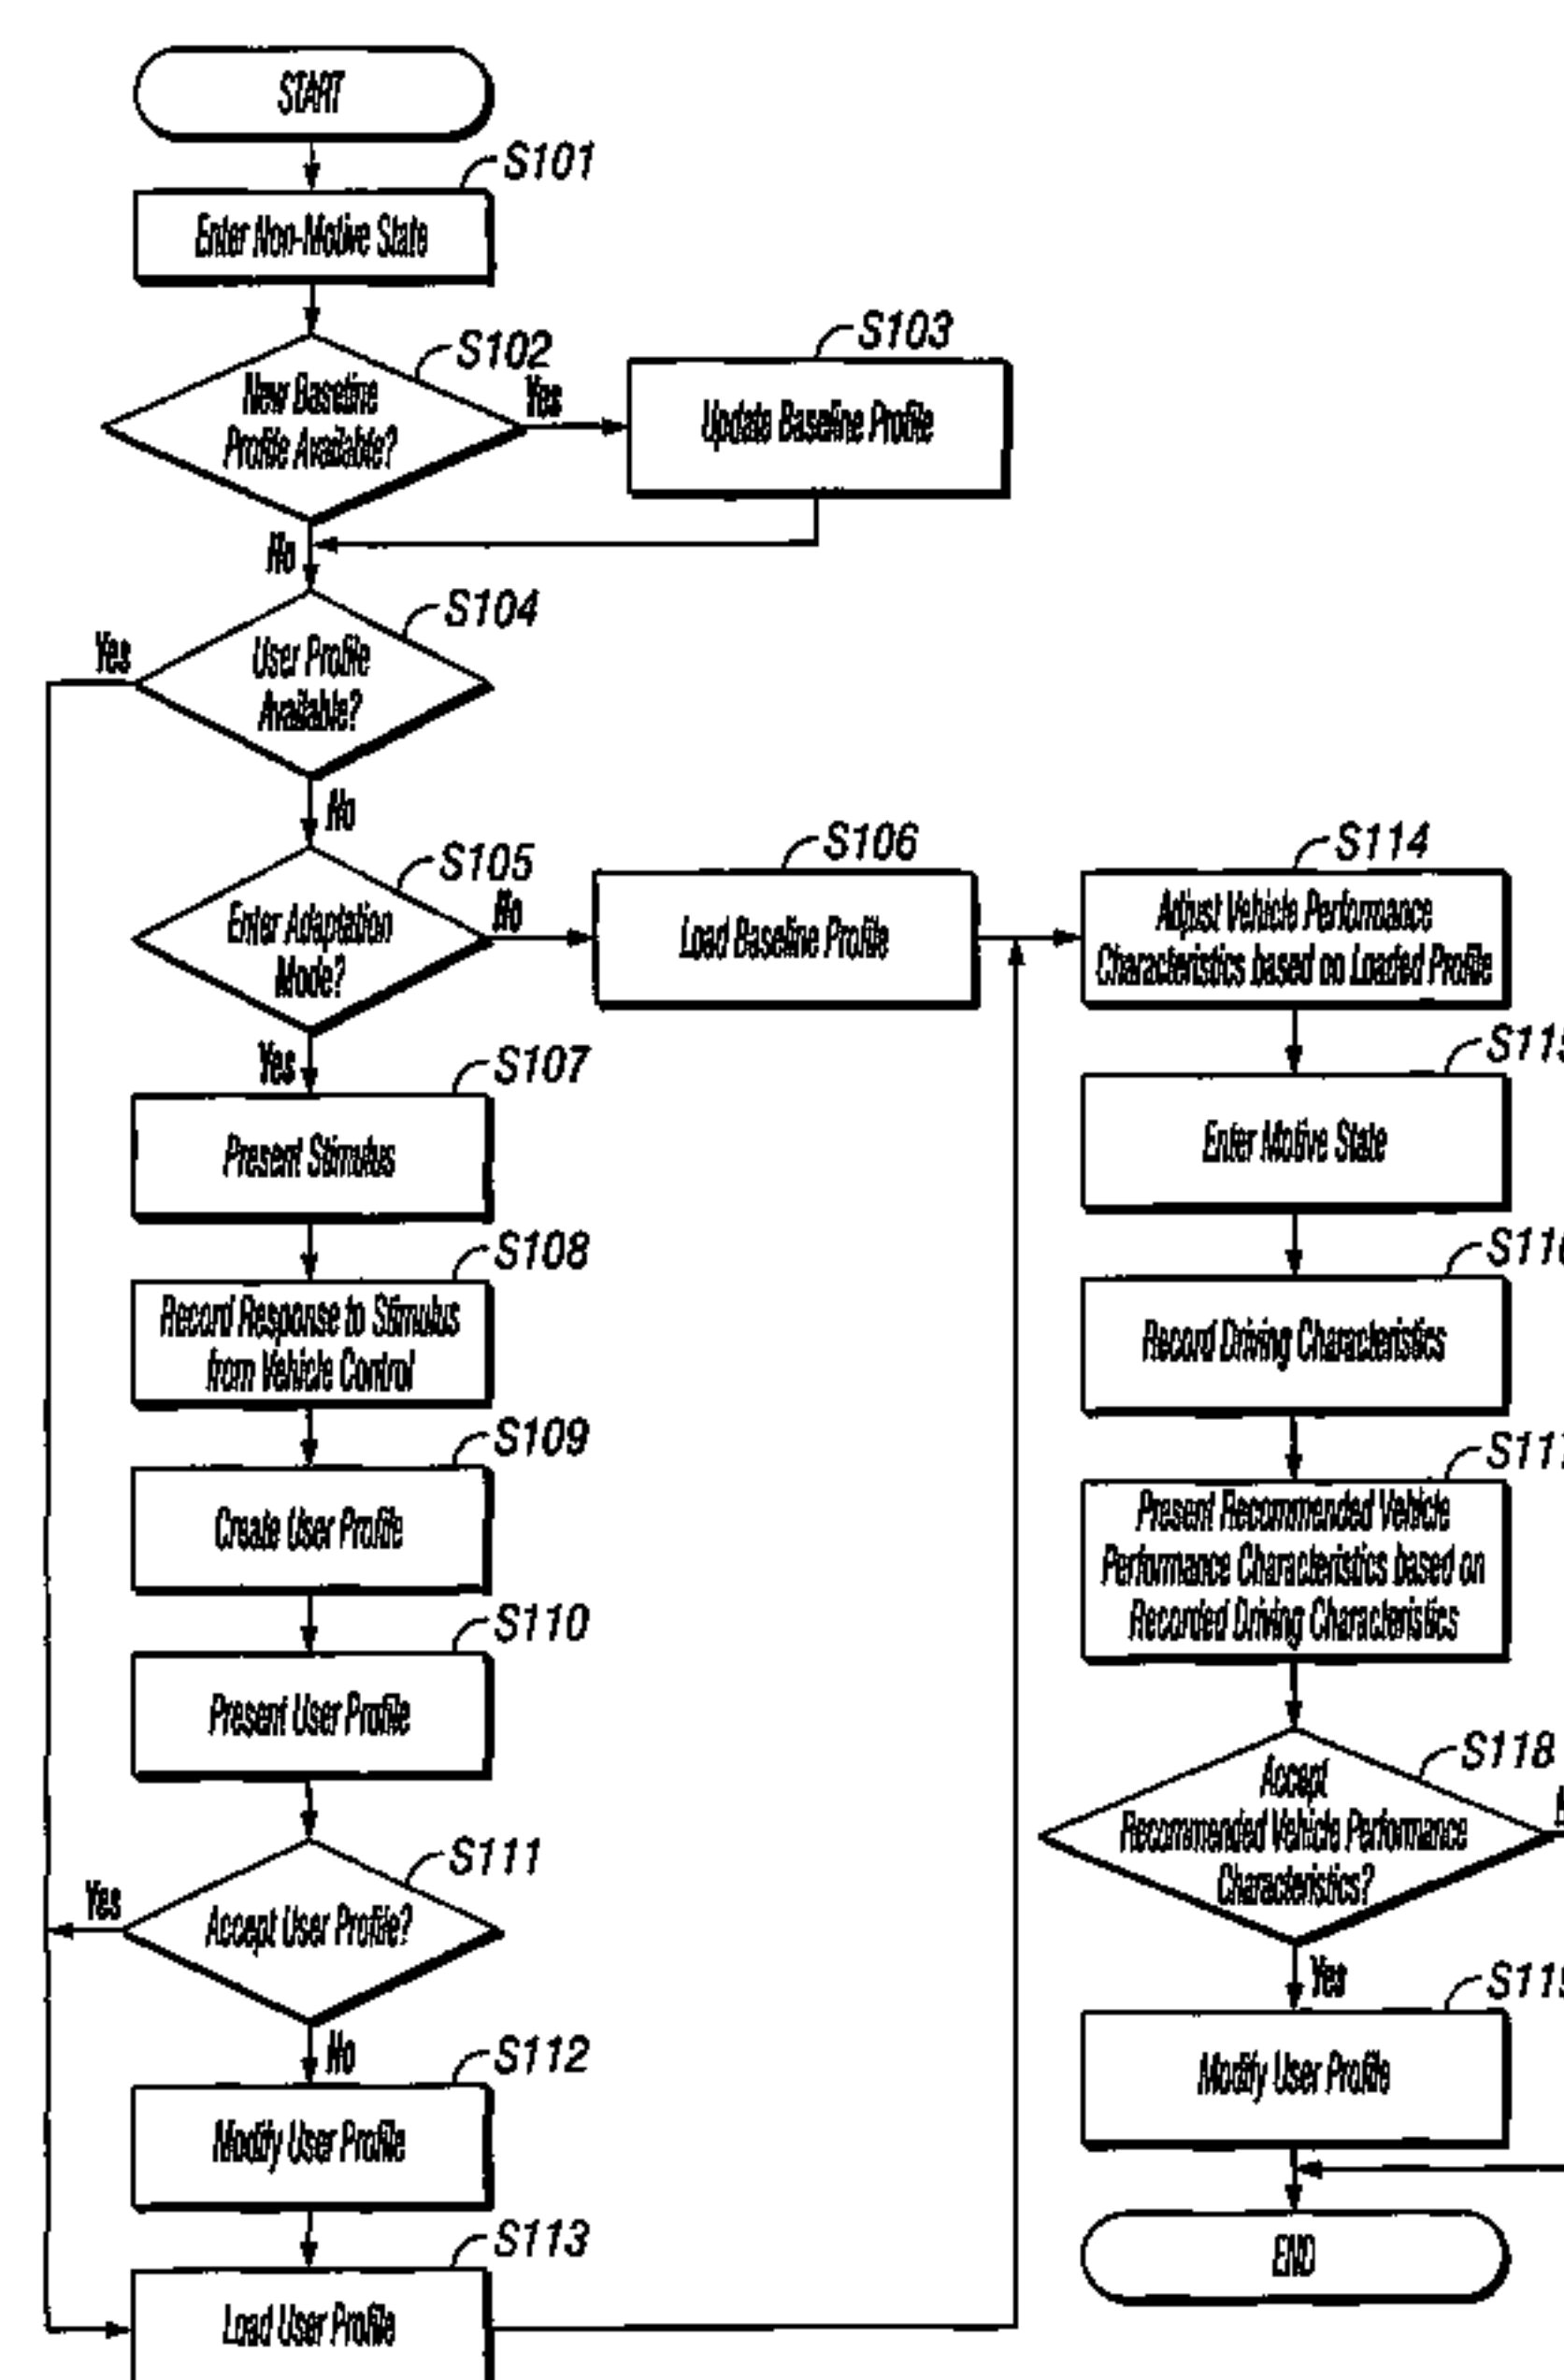 START
S101
Enter Non-Motive State
S102
New Baseline
Profile Available?
Yes
S103
Update Baseline Profile
No
S104
User Profile
Available?
Yes
No
S105
Enter Adaptation
Mode?
No
S106
Load Baseline Profile
Yes
S107
Present Stimulus
S108
Record Response to Stimulus
from Vehicle Control
S109
Create User Profile
S110
Present User Profile
S111
Accept User Profile?
Yes
No
S112
Modify User Profile
S113
Load User Profile
S114
Adjust Vehicle Performance
Characteristics based on Loaded Profile
S115
Enter Motive State
S116
Record Driving Characteristics
S117
Present Recommended Vehicle
Performance Characteristics based on
Recorded Driving Characteristics
S118
Accept
Recommended Vehicle Performance
Characteristics?
Yes
S119
Modify User Profile
END